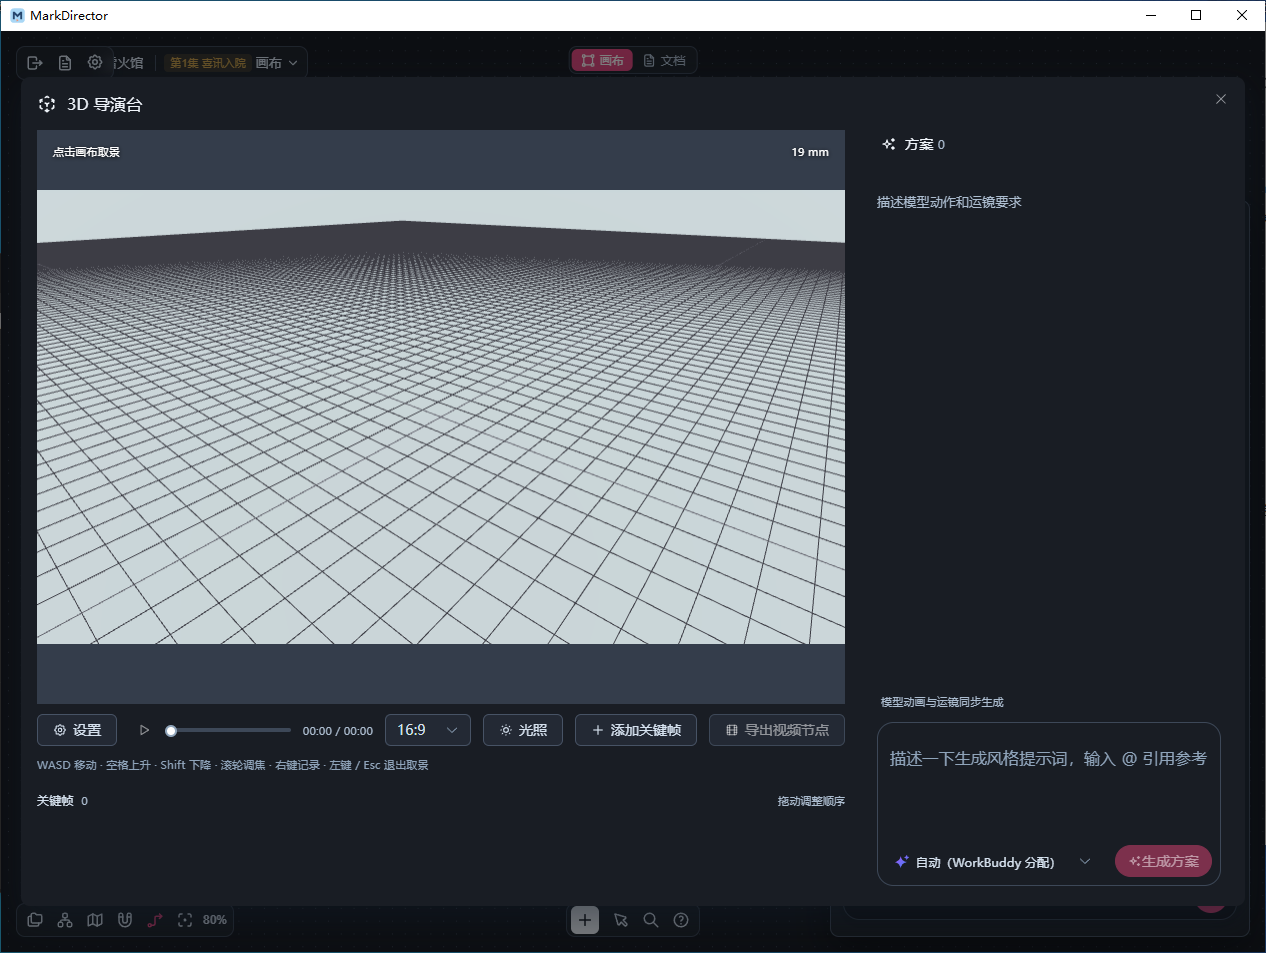 MarkDirector
火馆
第1集 喜讯入院
画布
画布
文档
3D 导演台
点击画布取景
19 mm
方案 0
描述模型动作和运镜要求
模型动画与运镜同步生成
设置
00:00 / 00:00
16:9
光照
添加关键帧
导出视频节点
WASD 移动 · 空格上升 · Shift 下降 · 滚轮调焦 · 右键记录 · 左键 / Esc 退出取景
描述一下生成风格提示词，输入 @ 引用参考
关键帧 0
拖动调整顺序
自动（WorkBuddy 分配）
生成方案
80%